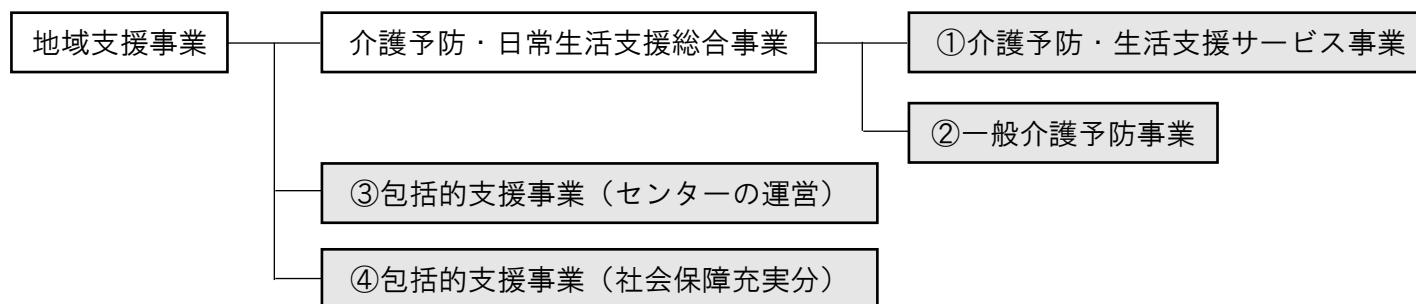 地域支援事業
介護予防・日常生活支援総合事業
①介護予防・生活支援サービス事業
②一般介護予防事業
③包括的支援事業（センターの運営）
④包括的支援事業（社会保障充実分）